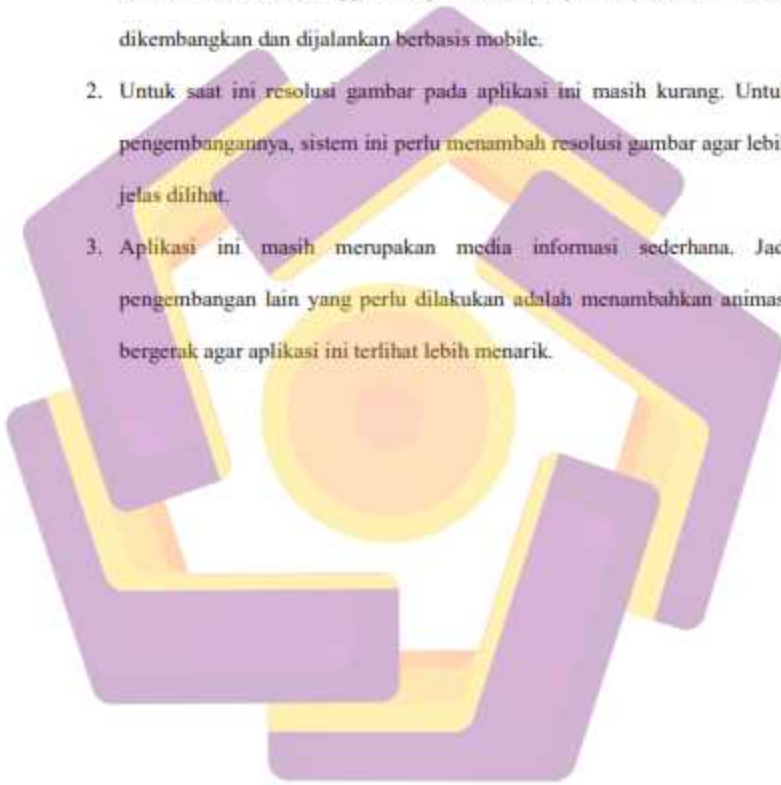 dikembangkan dan dijalankan berbasis mobile.
2. Untuk saat ini resolusi gambar pada aplikasi ini masih kurang. Untu
pengembangannya, sistem ini perlu menambah resolusi gambar agar lebi
jelas dilihat.
3. Aplikasi ini masih merupakan media informasi sederhana. Jad
pengembangan lain yang perlu dilakukan adalah menambahkan animas
bergerak agar aplikasi ini terlihat lebih menarik.